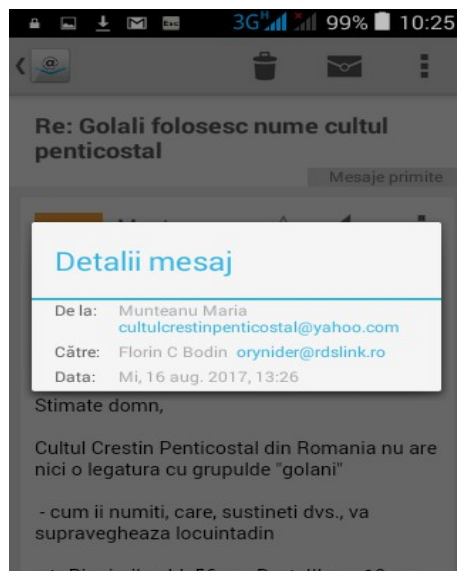 3G H 99% 10:25
Re: Golali folosesc nume cultul
penticostal
Mesaje primite
Detalii mesaj
De la: Munteanu Maria
cultulcrestinpenticostal@yahoo.com
Către: Florin C Bodin orynider@rdslink.ro
Data: Mi, 16 aug. 2017, 13:26
Stimate domn,
Cultul Crestin Penticostal din Romania nu are
nici o legatura cu grupulde "golani"
- cum ii numiti, care, sustineti dvs., va
supravegheaza locuintadin